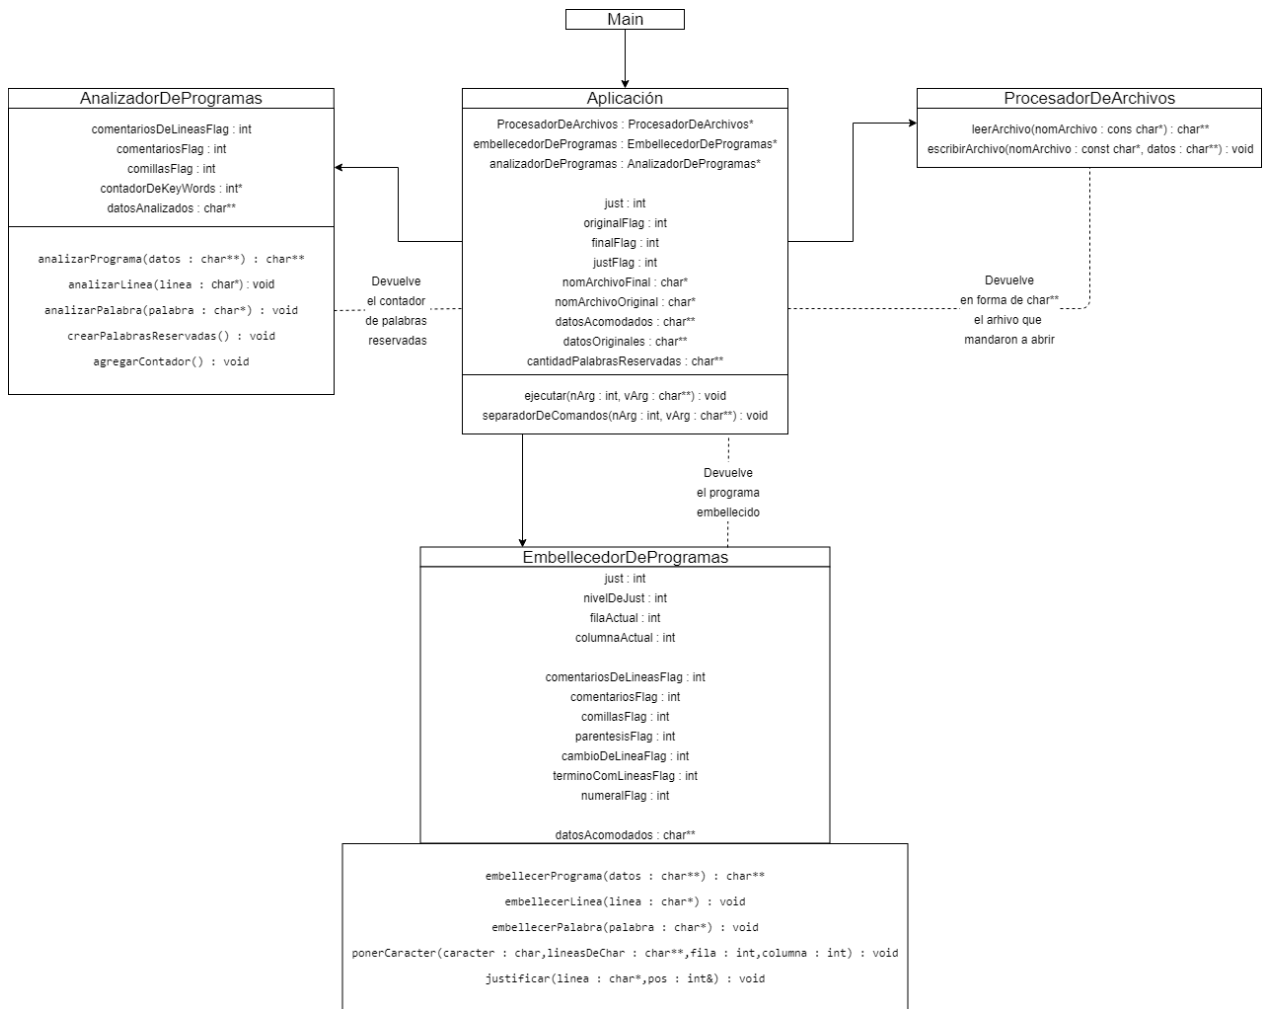 Main
AnalizadorDeProgramas
comentariosDeLineasFlag : int
comentariosFlag : int
comillasFlag : int
contadorDeKeyWords : int*
datosAnalizados : char**
analizarPrograma(datos : char**) : char**
analizarLinea(linea : char*) : void
analizarPalabra(palabra : char*) : void
crearPalabrasReservadas() : void
agregarContador() : void
Devuelve
el contador
de palabras
reservadas
Aplicación
ProcesadorDeArchivos : ProcesadorDeArchivos*
embellecedorDeProgramas : EmbellecedorDeProgramas*
analizadorDeProgramas : AnalizadorDeProgramas*
just : int
originalFlag : int
finalFlag : int
justFlag : int
nomArchivoFinal : char*
nomArchivoOriginal : char*
datosAcomodados : char**
datosOriginales : char**
cantidadPalabrasReservadas : char**
ejecutar(nArg : int, vArg : char**) : void
separadorDeComandos(nArg : int, vArg : char**) : void
ProcesadorDeArchivos
leerArchivo(nomArchivo : cons char*) : char**
escribirArchivo(nomArchivo : const char*, datos : char**) : void
Devuelve
en forma de char**
el arhivo que
mandaron a abrir
Devuelve
el programa
embellecido
EmbellecedorDeProgramas
just : int
nivelDeJust : int
filaActual : int
columnaActual : int
comentariosDeLineasFlag : int
comentariosFlag : int
comillasFlag : int
parentesisFlag : int
cambioDeLineaFlag : int
terminoComLineasFlag : int
numeralFlag : int
datosAcomodados : char**
embellecerPrograma(datos : char**) : char**
embellecerLinea(linea : char*) : void
embellecerPalabra(palabra : char*) : void
ponerCaracter(caracter : char,lineasDeChar : char**,fila : int,columna : int) : void
justificar(linea : char*,pos : int&) : void